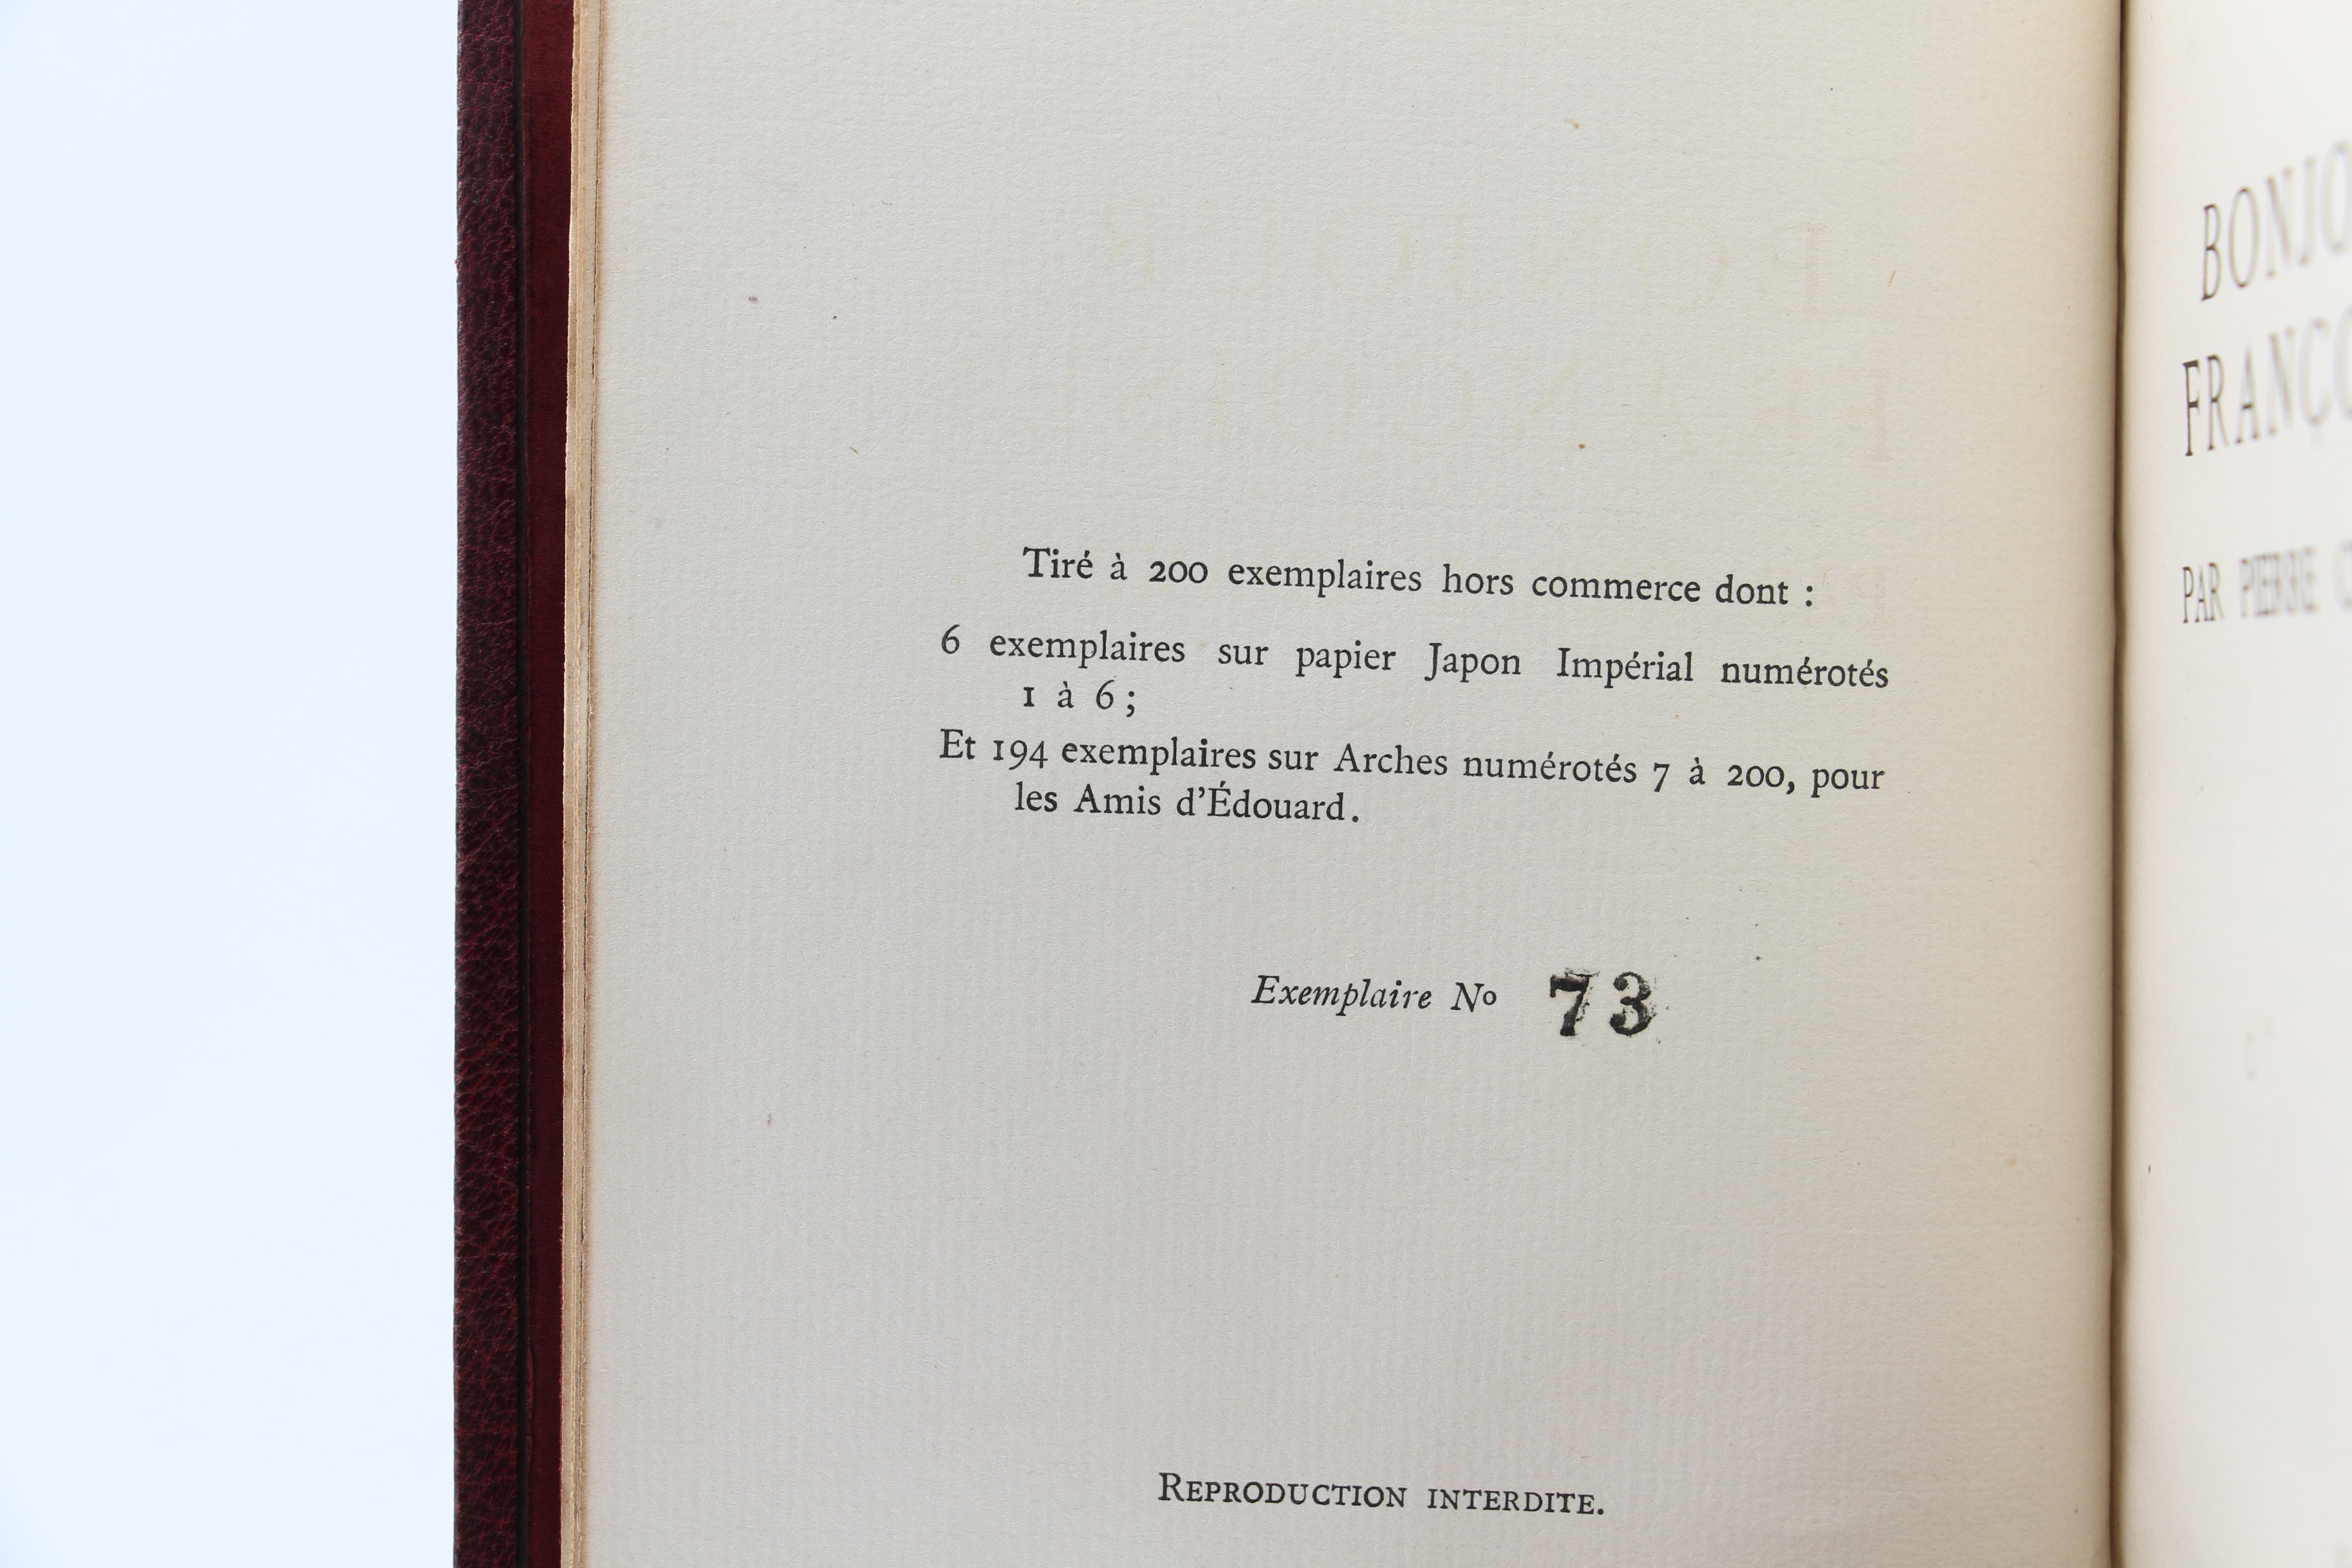 Tiré à 200 exemplaires hors commerce dont :
6 exemplaires sur papier Japon Impérial numérotés
1 à 6 ;
Et 194 exemplaires sur Arches numérotés 7 à 200, pour
les Amis d'Édouard.
Exemplaire Nº 73
REPRODUCTION INTERDITE.
BONJO
FRANÇO
PAR PIERRE